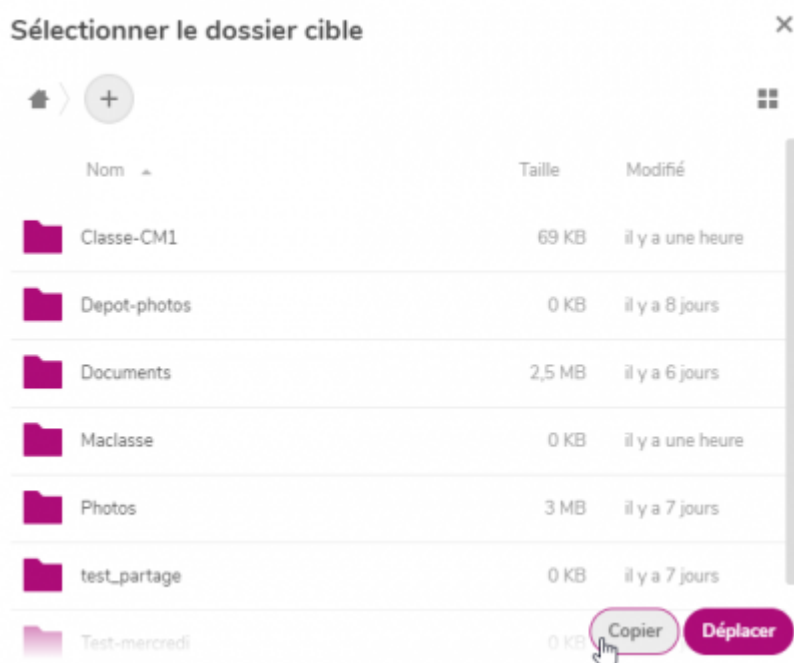 Sélectionner le dossier cible
Nom Taille Modifié
Classe-CM1 69 KB il y a une heure
Depot-photos 0 KB il y a 8 jours
Documents 2,5 MB il y a 6 jours
Maclasse 0 KB il y a une heure
Photos 3 MB il y a 7 jours
test_partage 0 KB il y a 7 jours
Test-mercredi 0 KB
Copier Déplacer